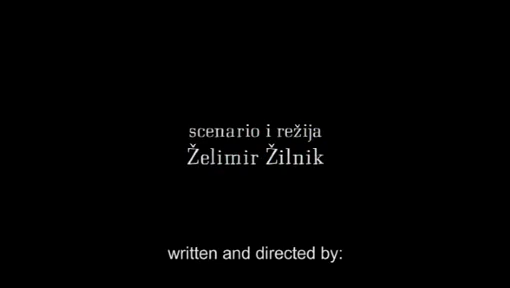 scenario i režija
Želimir Žilnik
written and directed by: